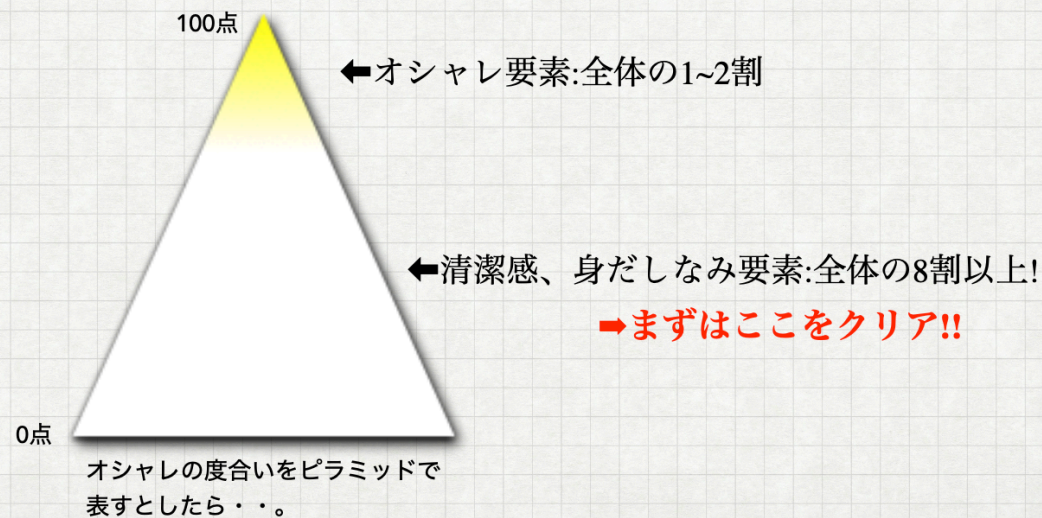 100点
⬅オシャレ要素:全体の1~2割
⬅清潔感、身だしなみ要素:全体の8割以上!
➡まずはここをクリア!!
0点
オシャレの度合いをピラミッドで
表すとしたら・・。